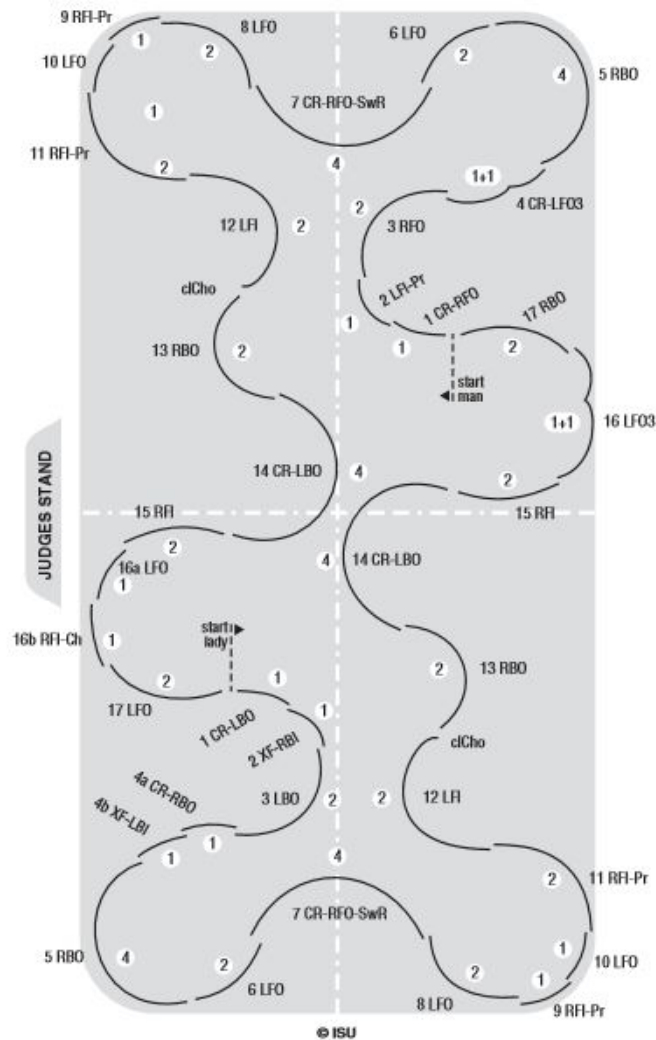 9 RFI-Pr
8 LFO
6 LFO
1
2
2
10 LFO
4
5 RBO
7 CR-RFO-SwR
1
11 RFI-Pr
2
4
1+1
4 CR-LFO3
12 LFI
2
2
3 RFO
clCho
2 LFI-Pr
1 CR-RFO
17 RBO
1
1
2
13 RBO
2
start
man
16 LFO3
1+1
14 CR-LBO
4
2
15 RFI
15 RFI
JUDGES STAND
2
16a LFO
4
14 CR-LBO
1
16b RFI-Ch
1
start
lady
2
17 LFO
1
2
13 RBO
1 CR-LBO
1
2 XF-RBI
clCho
4a CR-RBO
4b XF-LBI
3 LBO
2
2
12 LFI
1
1
4
2
11 RFI-Pr
7 CR-RFO-SwR
5 RBO
4
2
2
1
1
10 LFO
6 LFO
8 LFO
9 RFI-Pr
© ISU